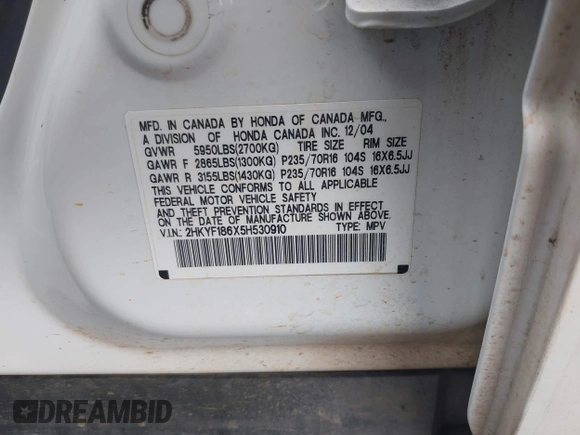 MFD. IN CANADA BY HONDA OF CANADA MFG.,
A DIVISION OF HONDA CANADA INC. 12/04
GVWR 5950LBS(2700KG) TIRE SIZE RIM SIZE
GAWR F 2865LBS(1300KG) P235/70R16 104S 16X6.5JJ
GAWR R 3155LBS(1430KG) P235/70R16 104S 16X6.5JJ
THIS VEHICLE CONFORMS TO ALL APPLICABLE
FEDERAL MOTOR VEHICLE SAFETY
AND THEFT PREVENTION STANDARDS IN EFFECT
ON THE DATE OF MANUFACTURE SHOWN ABOVE.
V.I.N.: 2HKYF186X5H530910 TYPE: MPV
DREAMBID